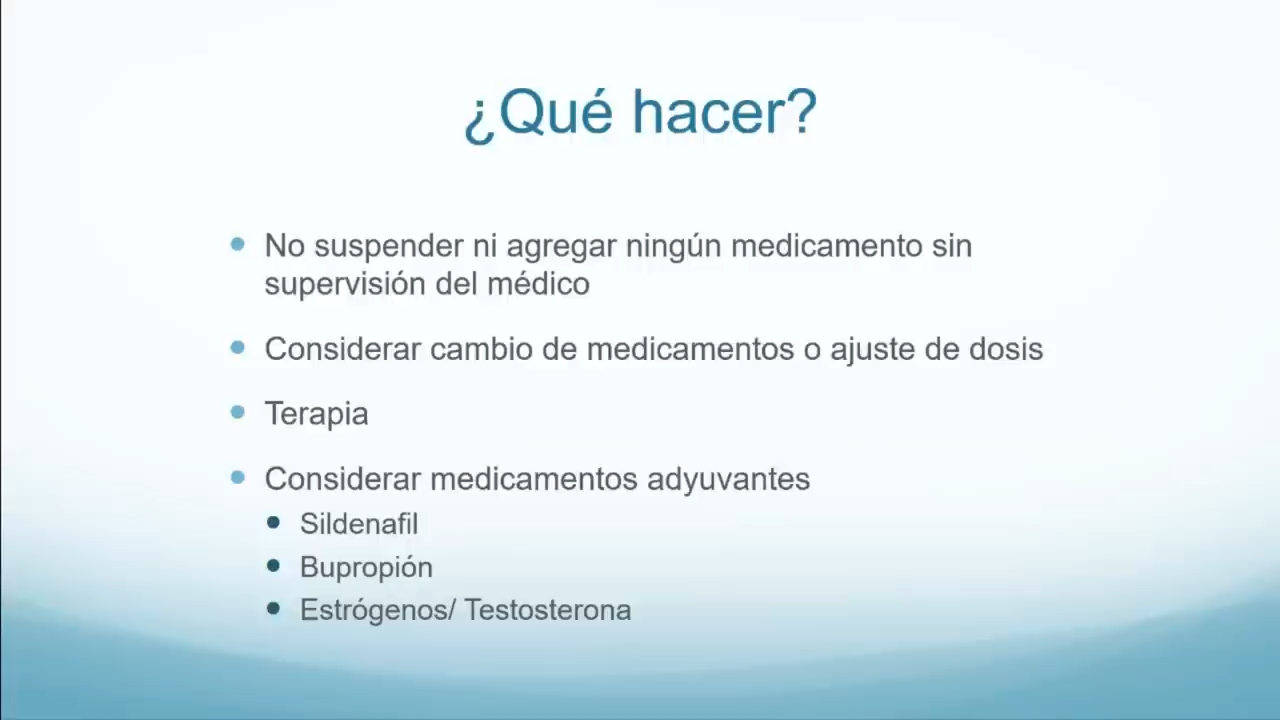 ¿Qué hacer?
No suspender ni agregar ningún medicamento sin
supervisión del médico
Considerar cambio de medicamentos o ajuste de dosis
Terapia
Considerar medicamentos adyuvantes
Sildenafil
Bupropión
Estrógenos/ Testosterona